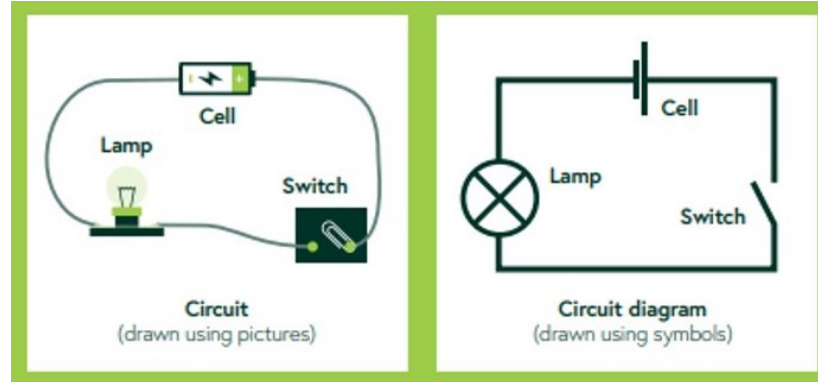 Cell
Lamp
Switch
Circuit
(drawn using pictures)
Cell
Lamp
Switch
Circuit diagram
(drawn using symbols)